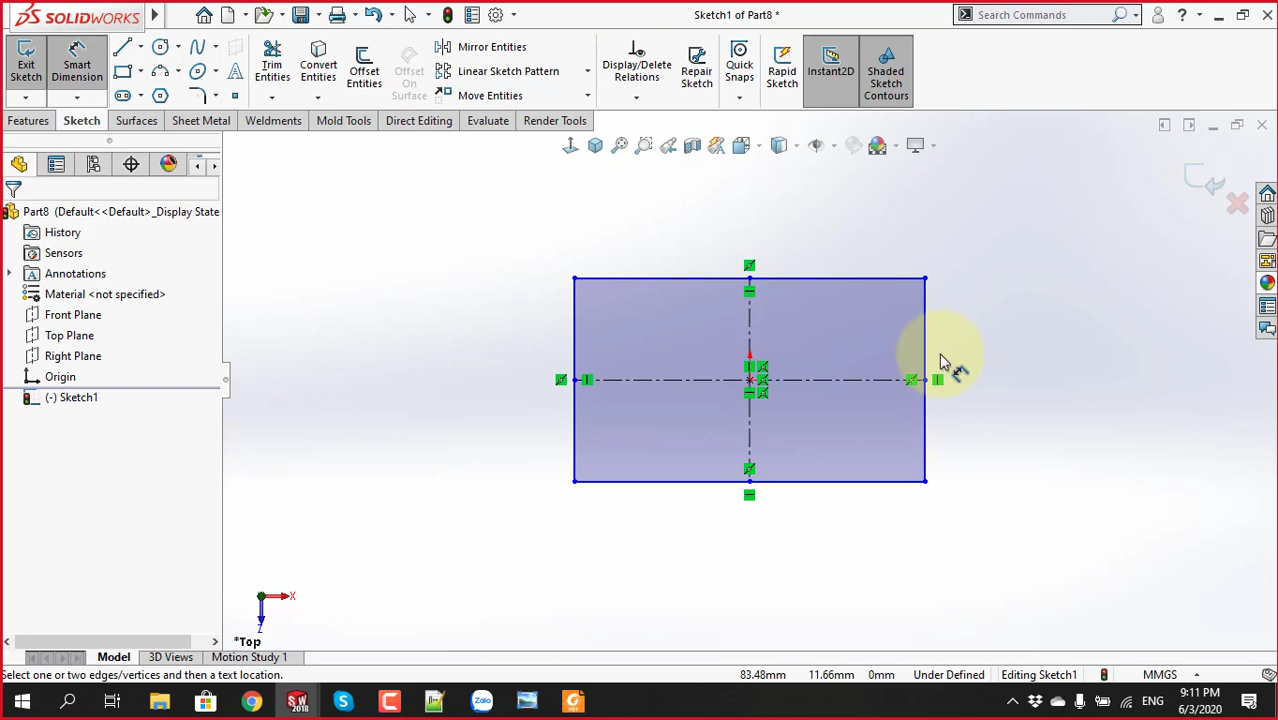 Sketch1 of Part8 *
Search Commands
?
SOLIDWORKS
Exit Sketch
Smart Dimension
Trim Entities
Convert Entities
Offset Entities
Offset On Surface
Mirror Entities
Linear Sketch Pattern
Move Entities
Display/Delete Relations
Repair Sketch
Quick Snaps
Rapid Sketch
Instant2D
Shaded Sketch Contours
Features
Sketch
Surfaces
Sheet Metal
Weldments
Mold Tools
Direct Editing
Evaluate
Render Tools
Part8 (Default<<Default>_Display State
History
Sensors
Annotations
Material <not specified>
Front Plane
Top Plane
Right Plane
Origin
(-) Sketch1
X
Z
*Top
Model
3D Views
Motion Study 1
Select one or two edges/vertices and then a text location.
83.48mm
11.66mm
0mm
Under Defined
Editing Sketch1
MMGS
SW
2018
Zalo
ENG
9:11 PM
6/3/2020